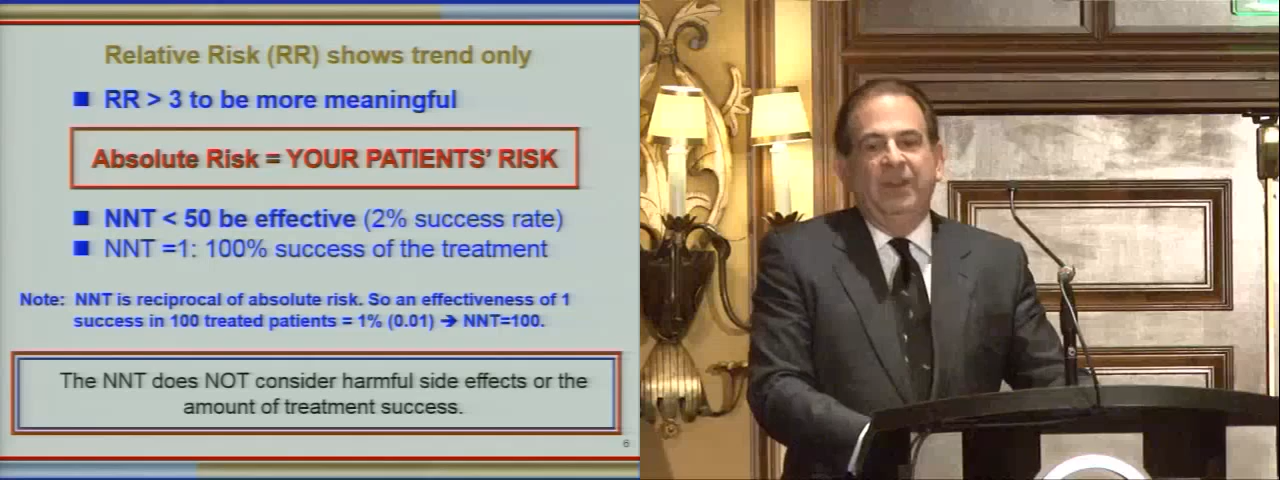 Relative Risk (RR) shows trend only
■ RR > 3 to be more meaningful
Absolute Risk = YOUR PATIENTS' RISK
■ NNT < 50 be effective (2% success rate)
■ NNT =1: 100% success of the treatment
Note: NNT is reciprocal of absolute risk. So an effectiveness of 1
success in 100 treated patients = 1% (0.01) → NNT=100.
The NNT does NOT consider harmful side effects or the
amount of treatment success.
6